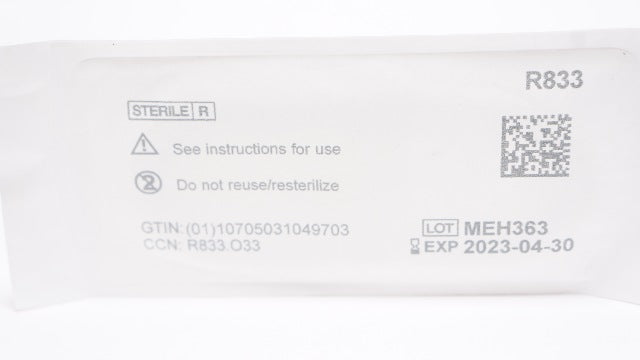 R833
STERILE R
See instructions for use
Do not reuse/resterilize
GTIN: (01)10705031049703
CCN: R833.O33
LOT MEH363
EXP 2023-04-30